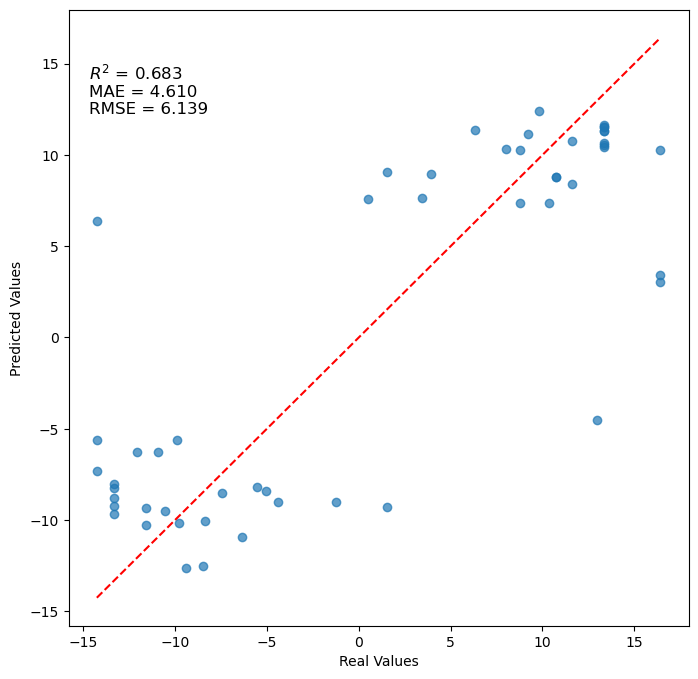 R² = 0.683
MAE = 4.610
RMSE = 6.139
15
10
5
0
−5
−10
−15
Predicted Values
−15 −10 −5 0 5 10 15
Real Values